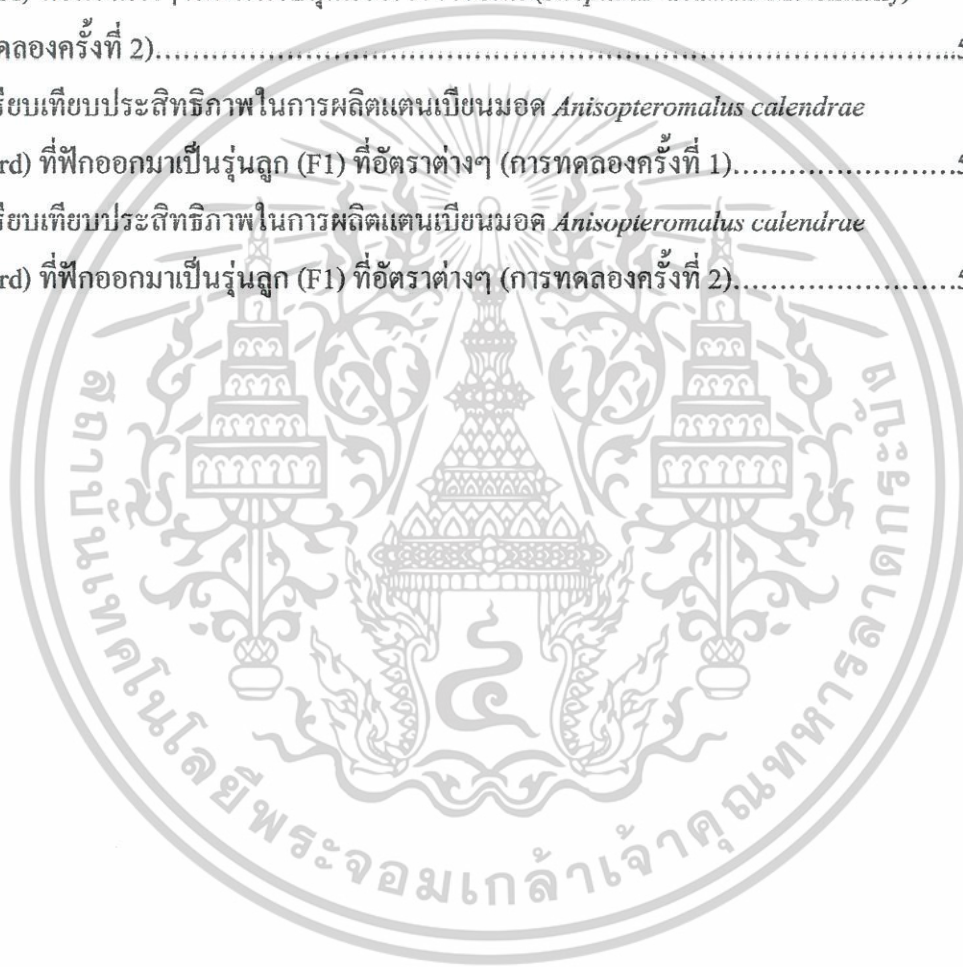 ทดลองครั้งที่ 2)......................................................................................5
รียบเทียบประสิทธิภาพในการผลิตแตนเบียนมอด Anisopteromalus calendrae
ard) ที่ฟักออกมาเป็นรุ่นลูก (F1) ที่อัตราต่างๆ (การทดลองครั้งที่ 1)........................5
รียบเทียบประสิทธิภาพในการผลิตแตนเบียนมอด Anisopteromalus calendrae
ard) ที่ฟักออกมาเป็นรุ่นลูก (F1) ที่อัตราต่างๆ (การทดลองครั้งที่ 2)........................5
สถาบันเทคโนโลยีพระจอมเกล้าเจ้าคุณทหารลาดกระบัง